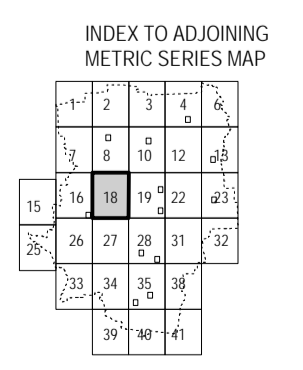 INDEX TO ADJOINING
METRIC SERIES MAP
1 2 3 4 6
7 8 10 12 13
15 16 18 19 22 23
25 26 27 28 31 32
33 34 35 38
39 40 41